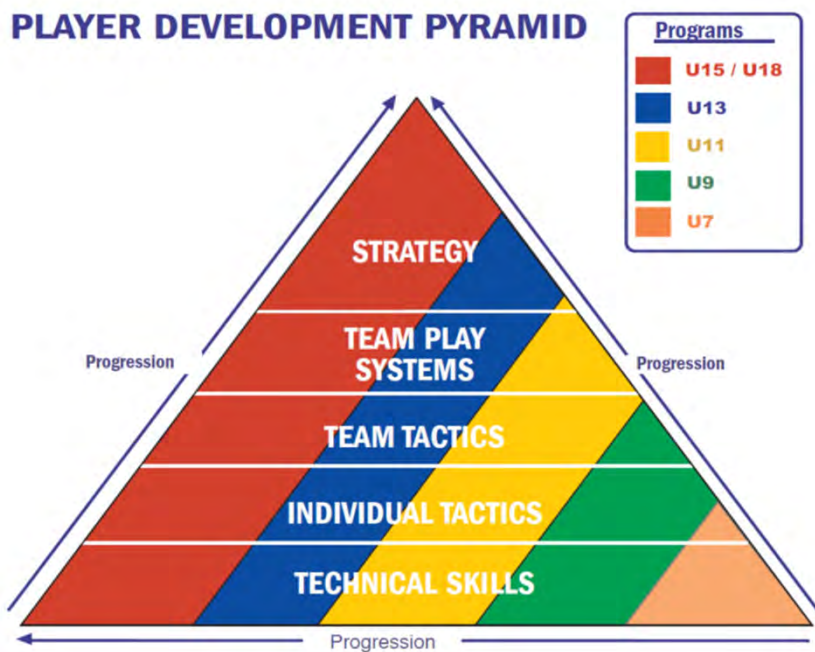 PLAYER DEVELOPMENT PYRAMID
Programs
U15 / U18
U13
U11
U9
U7
STRATEGY
TEAM PLAY
SYSTEMS
Progression
Progression
TEAM TACTICS
INDIVIDUAL TACTICS
TECHNICAL SKILLS
Progression